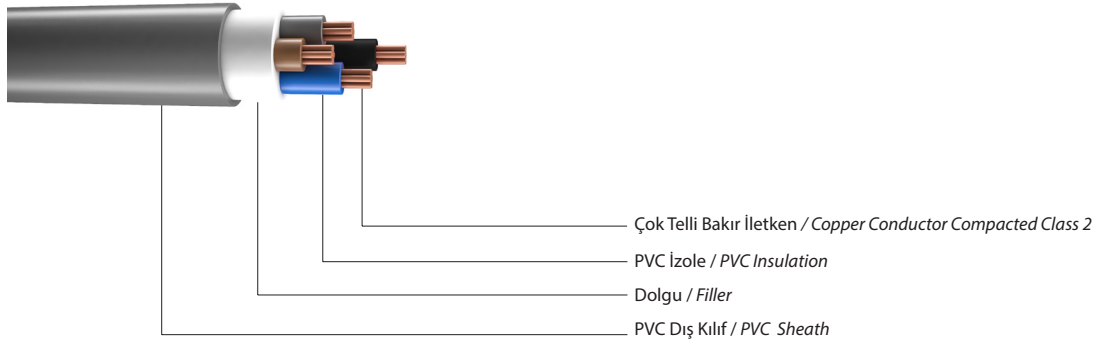 Çok Telli Bakır İletken / Copper Conductor Compacted Class 2
PVC İzole / PVC Insulation
Dolgu / Filler
PVC Dış Kılıf / PVC Sheath